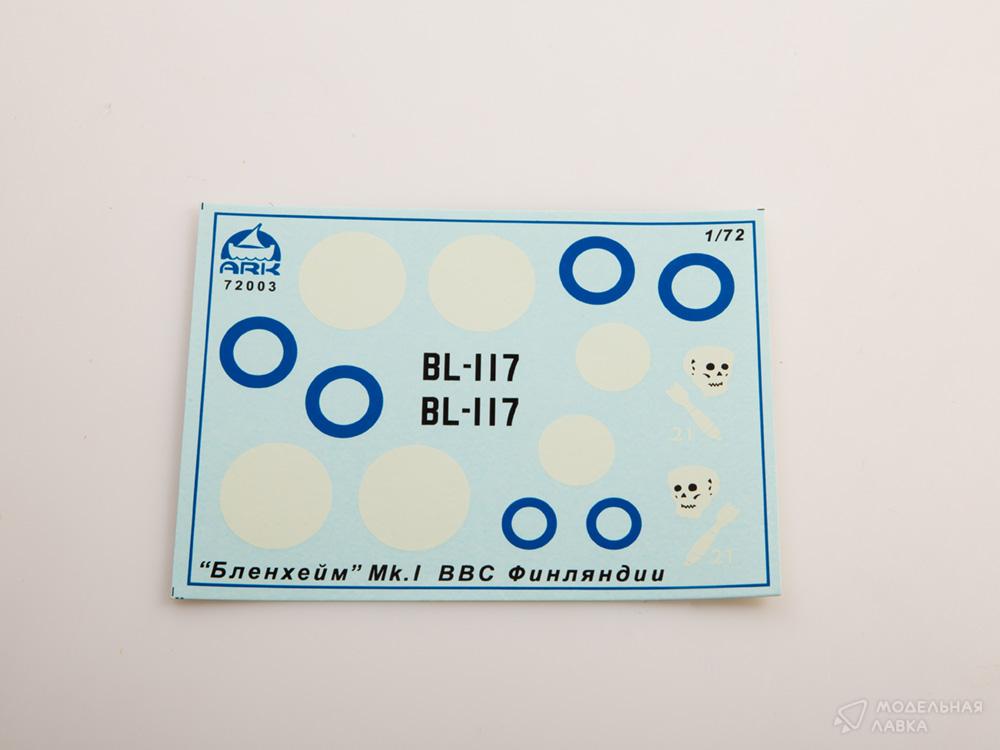 ARK
72003
1/72
BL-117
BL-117
21
21
"Бленхейм" Mk.I ВВС Финляндии
МОДЕЛЬНАЯ
ЛАВКА